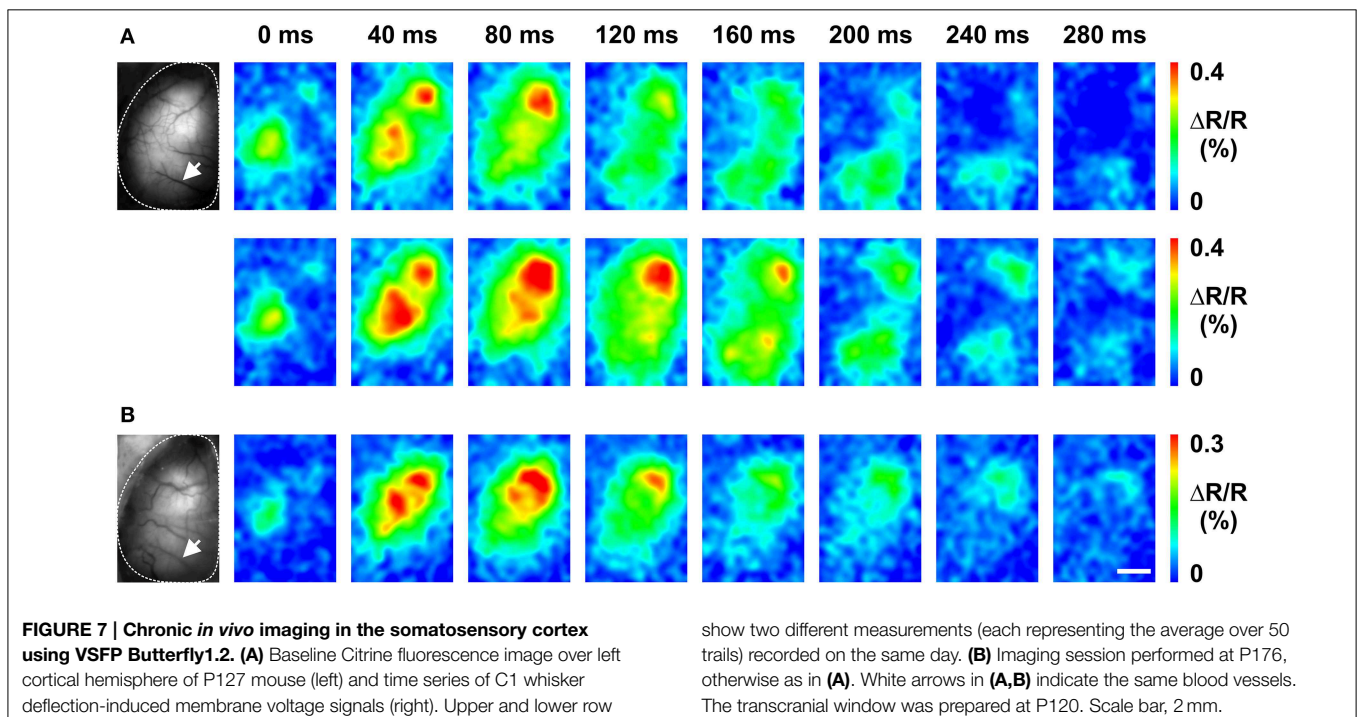 A
0 ms 40 ms 80 ms 120 ms 160 ms 200 ms 240 ms 280 ms
0.4
ΔR/R
(%)
0
0.4
ΔR/R
(%)
0
B
0.3
ΔR/R
(%)
0
FIGURE 7 | Chronic in vivo imaging in the somatosensory cortex
using VSFP Butterfly1.2. (A) Baseline Citrine fluorescence image over left
cortical hemisphere of P127 mouse (left) and time series of C1 whisker
deflection-induced membrane voltage signals (right). Upper and lower row
show two different measurements (each representing the average over 50
trails) recorded on the same day. (B) Imaging session performed at P176,
otherwise as in (A). White arrows in (A,B) indicate the same blood vessels.
The transcranial window was prepared at P120. Scale bar, 2 mm.